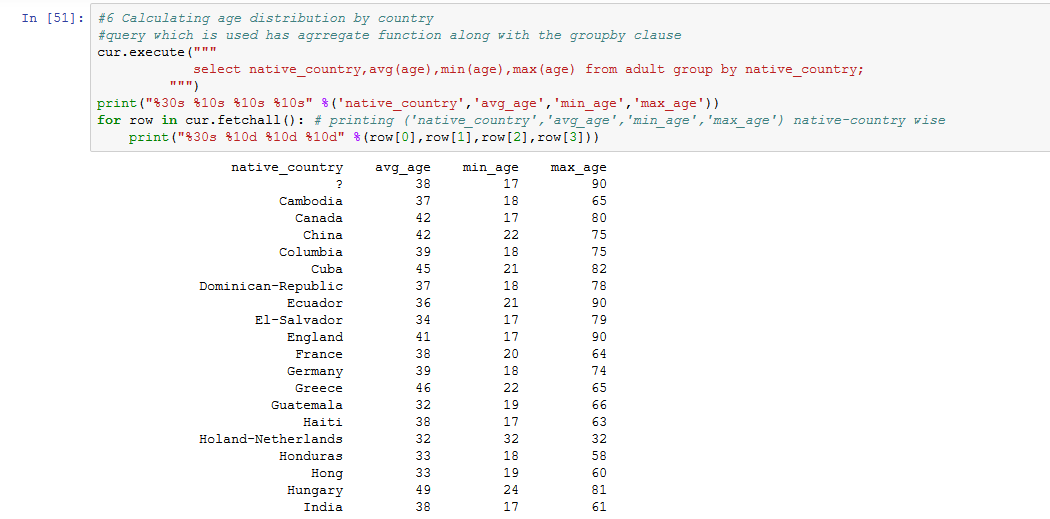 In [51]: #6 Calculating age distribution by country
#query which is used has agrregate function along with the groupby clause
cur.execute("""
            select native_country,avg(age),min(age),max(age) from adult group by native_country;
         """)
print("%30s %10s %10s %10s" %('native_country','avg_age','min_age','max_age'))
for row in cur.fetchall(): # printing ('native_country','avg_age','min_age','max_age') native-country wise
    print("%30s %10d %10d %10d" %(row[0],row[1],row[2],row[3]))
native_country avg_age min_age max_age
? 38 17 90
Cambodia 37 18 65
Canada 42 17 80
China 42 22 75
Columbia 39 18 75
Cuba 45 21 82
Dominican-Republic 37 18 78
Ecuador 36 21 90
El-Salvador 34 17 79
England 41 17 90
France 38 20 64
Germany 39 18 74
Greece 46 22 65
Guatemala 32 19 66
Haiti 38 17 63
Holand-Netherlands 32 32 32
Honduras 33 18 58
Hong 33 19 60
Hungary 49 24 81
India 38 17 61